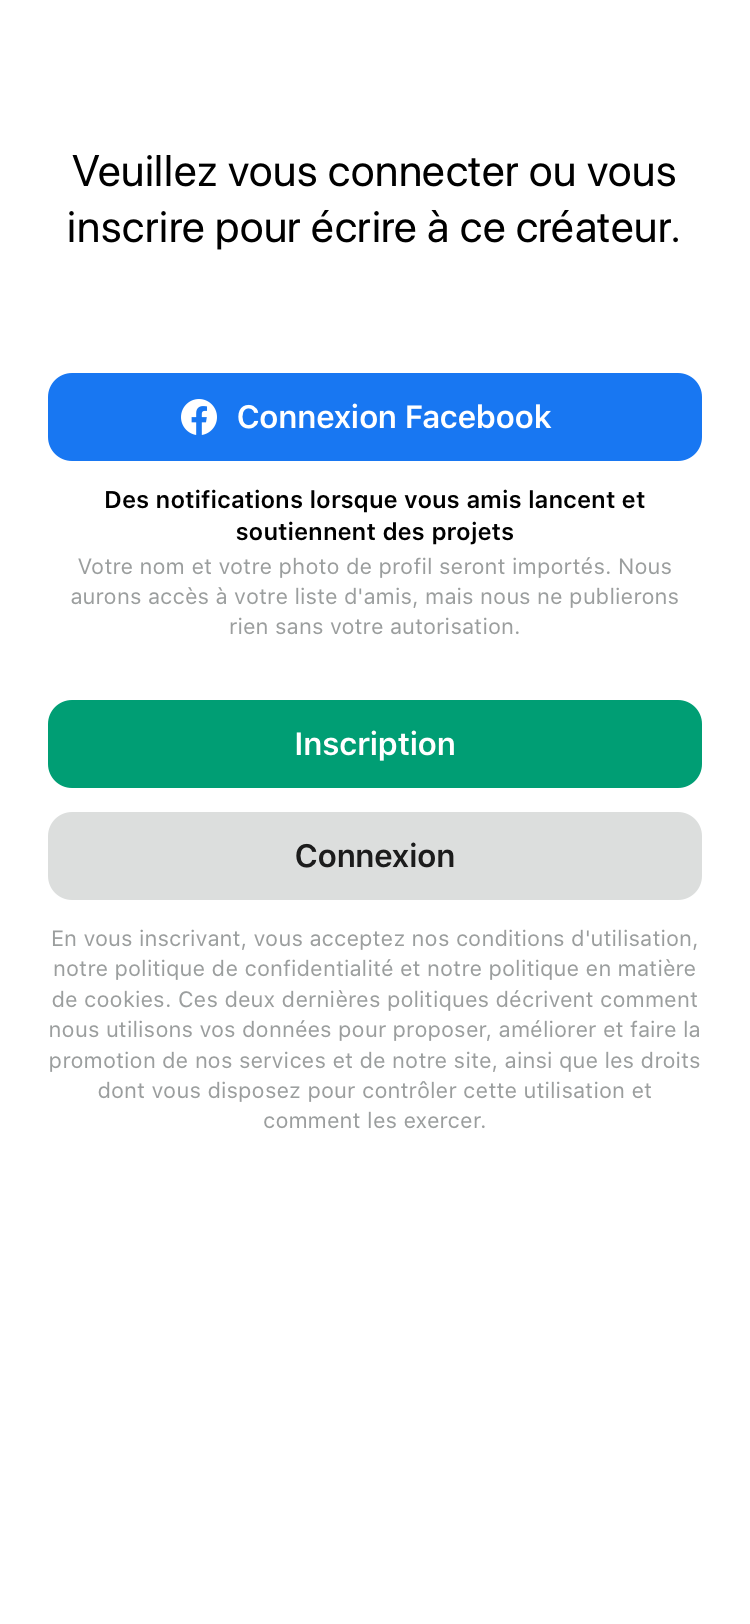 Veuillez vous connecter ou vous
inscrire pour écrire à ce créateur.
Connexion Facebook
Des notifications lorsque vous amis lancent et
soutiennent des projets
Votre nom et votre photo de profil seront importés. Nous
aurons accès à votre liste d'amis, mais nous ne publierons
rien sans votre autorisation.
Inscription
Connexion
En vous inscrivant, vous acceptez nos conditions d'utilisation,
notre politique de confidentialité et notre politique en matière
de cookies. Ces deux dernières politiques décrivent comment
nous utilisons vos données pour proposer, améliorer et faire la
promotion de nos services et de notre site, ainsi que les droits
dont vous disposez pour contrôler cette utilisation et
comment les exercer.